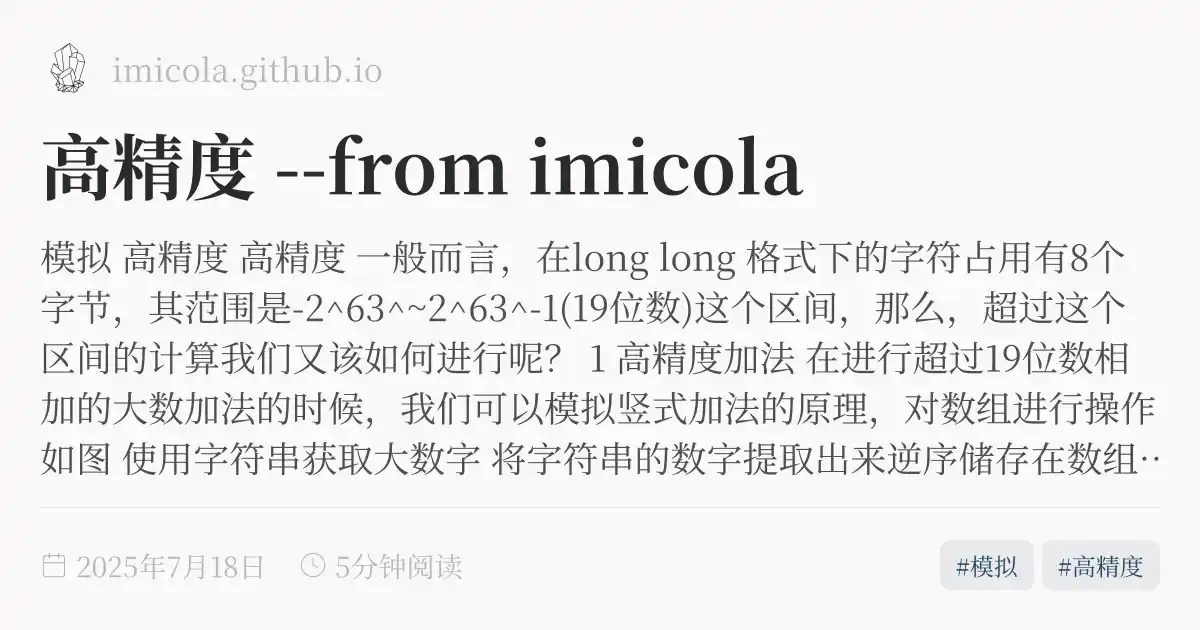 imicola.github.io
高精度 --from imicola
模拟 高精度 高精度 一般而言，在long long 格式下的字符占用有8个
字节，其范围是-2^63^~2^63^-1(19位数)这个区间，那么，超过这个
区间的计算我们又该如何进行呢？ 1 高精度加法 在进行超过19位数相
加的大数加法的时候，我们可以模拟竖式加法的原理，对数组进行操作
如图 使用字符串获取大数字 将字符串的数字提取出来逆序储存在数组··
2025年7月18日 5分钟阅读 #模拟 #高精度